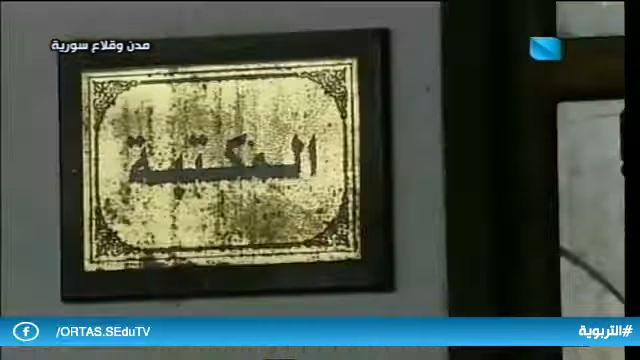 مدن وقلاع سورية
المكتبة
/ORTAS.SEduTV
#التربوية